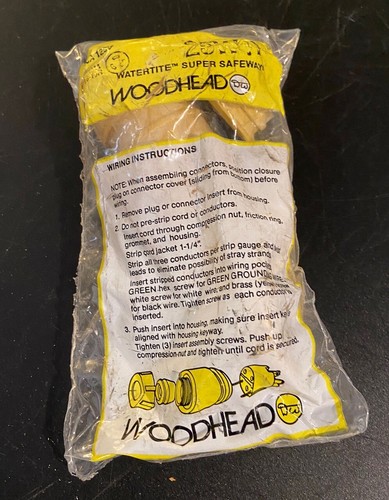 WATERTITE™ SUPER SAFEWAY
WOODHEAD
WIRING INSTRUCTIONS
NOTE: When assembling connectors, position closure
plug on connector cover (sliding from bottom) before
wiring.
1. Remove plug or connector insert from housing.
2. Do not pre-strip cord or conductors.
Insert cord through compression nut, friction ring,
grommet, and housing.
Strip cord jacket 1-1/4".
Strip all three conductors per strip gauge
leads to eliminate possibility of stray strands
Insert stripped conductors into wiring
GREEN hex screw for GREEN GROUND
white screw for white wire and brass
for black wire. Tighten screw as each conductor is
inserted.
3. Push insert into housing, making sure insert
aligned with housing keyway.
Tighten (3) insert assembly screws. Push up
compression-nut and tighten until cord is secured.
WOODHEAD